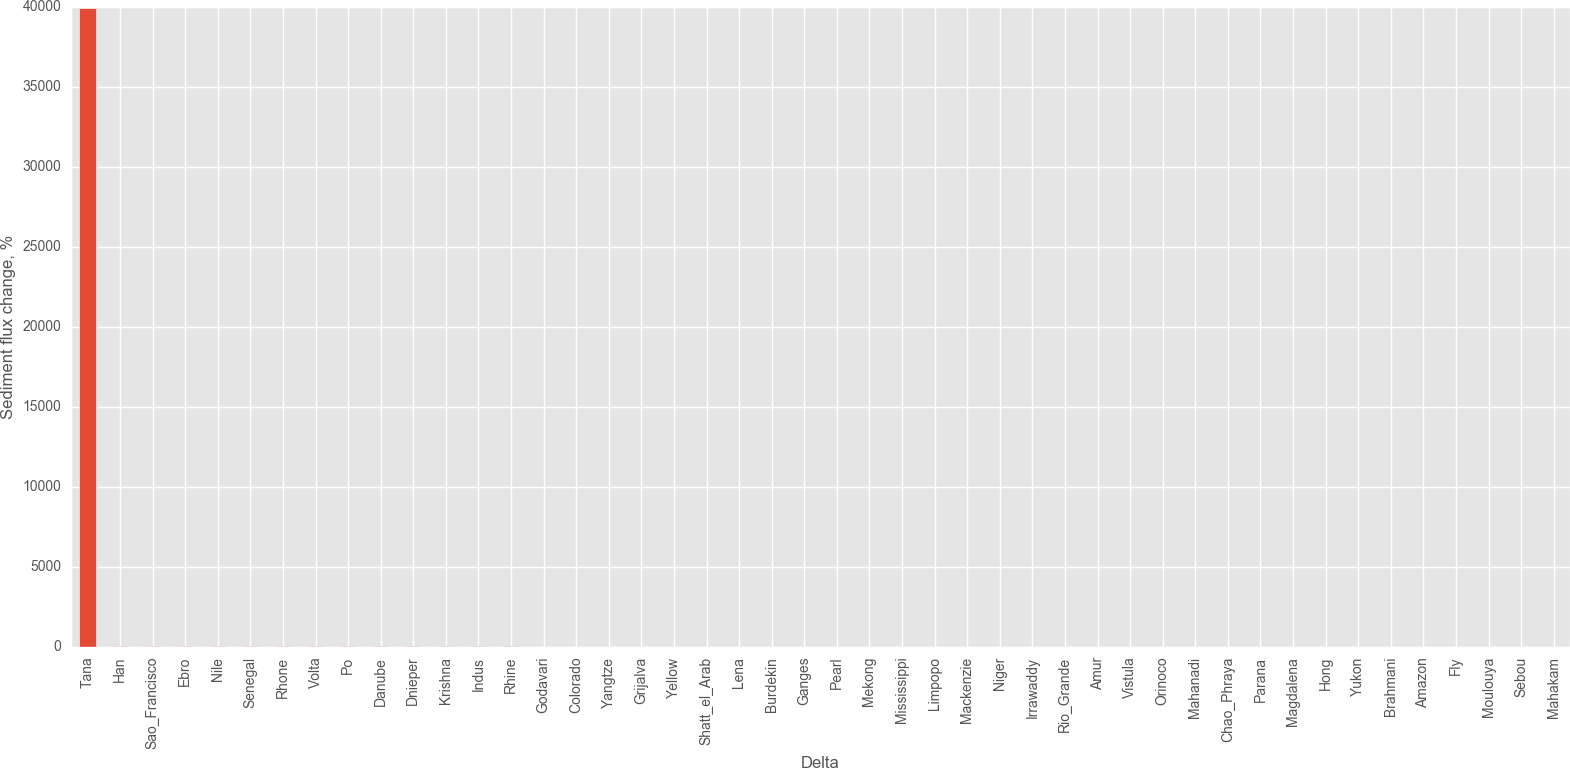 40000
35000
30000
25000
20000
15000
10000
5000
0
Sediment flux change, %
Tana
Han
Sao_Francisco
Ebro
Nile
Senegal
Rhone
Volta
Po
Danube
Dnieper
Krishna
Indus
Rhine
Godavari
Colorado
Yangtze
Grijalva
Yellow
Shatt_el_Arab
Lena
Burdekin
Ganges
Pearl
Mekong
Mississippi
Limpopo
Mackenzie
Niger
Irrawaddy
Rio_Grande
Amur
Vistula
Orinoco
Mahanadi
Chao_Phraya
Parana
Magdalena
Hong
Yukon
Brahmani
Amazon
Fly
Moulouya
Sebou
Mahakam
Delta